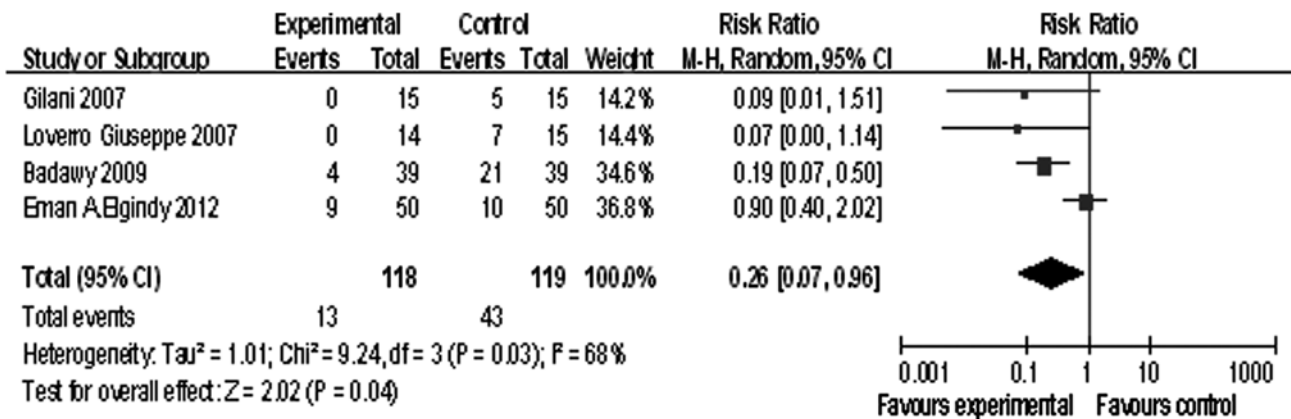 Experimental Control Risk Ratio Risk Ratio
Study or Subgroup Events Total Events Total Weight M-H, Random, 95% CI M-H, Random, 95% CI
Gilani 2007 0 15 5 15 14.2% 0.09 [0.01, 1.51]
Loverro Giuseppe 2007 0 14 7 15 14.4% 0.07 [0.00, 1.14]
Badawy 2009 4 39 21 39 34.6% 0.19 [0.07, 0.50]
Eman A.Elgindy 2012 9 50 10 50 36.8% 0.90 [0.40, 2.02]
Total (95% CI) 118 119 100.0% 0.26 [0.07, 0.96]
Total events 13 43
Heterogeneity: Tau² = 1.01; Chi² = 9.24, df = 3 (P = 0.03); I² = 68%
Test for overall effect: Z = 2.02 (P = 0.04)
0.001 0.1 1 10 1000
Favours experimental Favours control